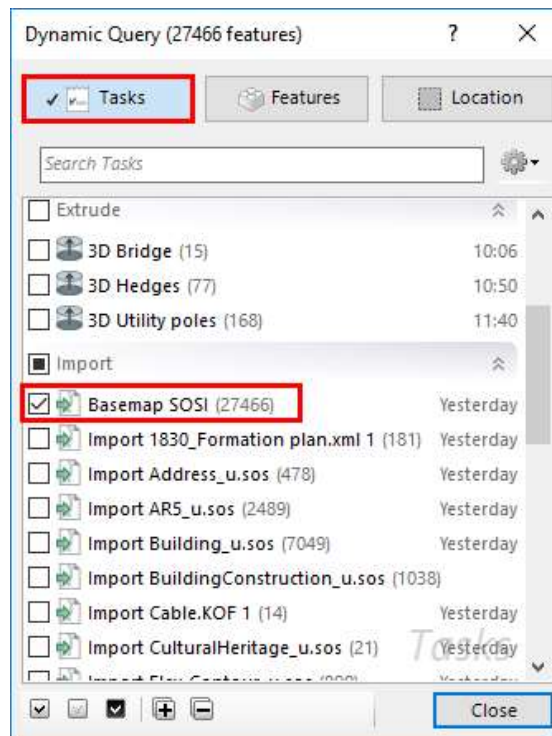 Dynamic Query (27466 features) ?
Tasks Features Location
Search Tasks
Extrude
3D Bridge (15) 10:06
3D Hedges (77) 10:50
3D Utility poles (168) 11:40
Import
Basemap SOSI (27466) Yesterday
Import 1830_Formation plan.xml 1 (181) Yesterday
Import Address_u.sos (478) Yesterday
Import AR5_u.sos (2489) Yesterday
Import Building_u.sos (7049) Yesterday
Import BuildingConstruction_u.sos (1038)
Import Cable.KOF 1 (14) Yesterday
Import CulturalHeritage_u.sos (21) Yesterday
Tasks
Close